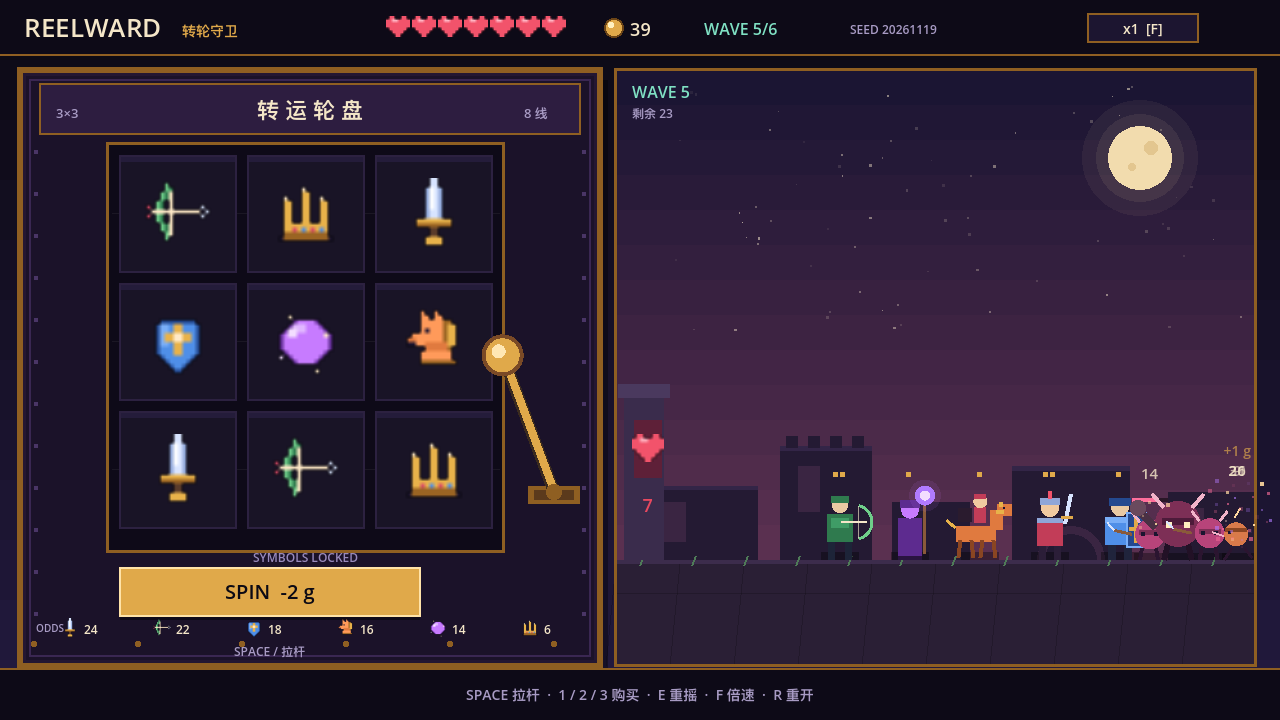 REELWARD 转轮守卫 39 WAVE 5/6 SEED 20261119 x1 [F]
3×3 转运轮盘 8 线
WAVE 5
剩余 23
+1 g
14
7
SYMBOLS LOCKED
SPIN -2 g
ODDS 24 22 18 16 14 6
SPACE / 拉杆
SPACE 拉杆 · 1 / 2 / 3 购买 · E 重摇 · F 倍速 · R 重开